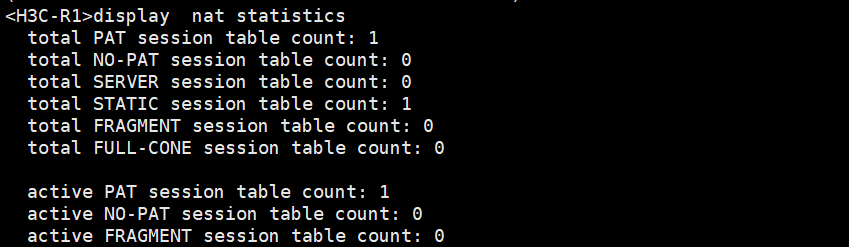 <H3C-R1>display  nat statistics
  total PAT session table count: 1
  total NO-PAT session table count: 0
  total SERVER session table count: 0
  total STATIC session table count: 1
  total FRAGMENT session table count: 0
  total FULL-CONE session table count: 0

  active PAT session table count: 1
  active NO-PAT session table count: 0
  active FRAGMENT session table count: 0